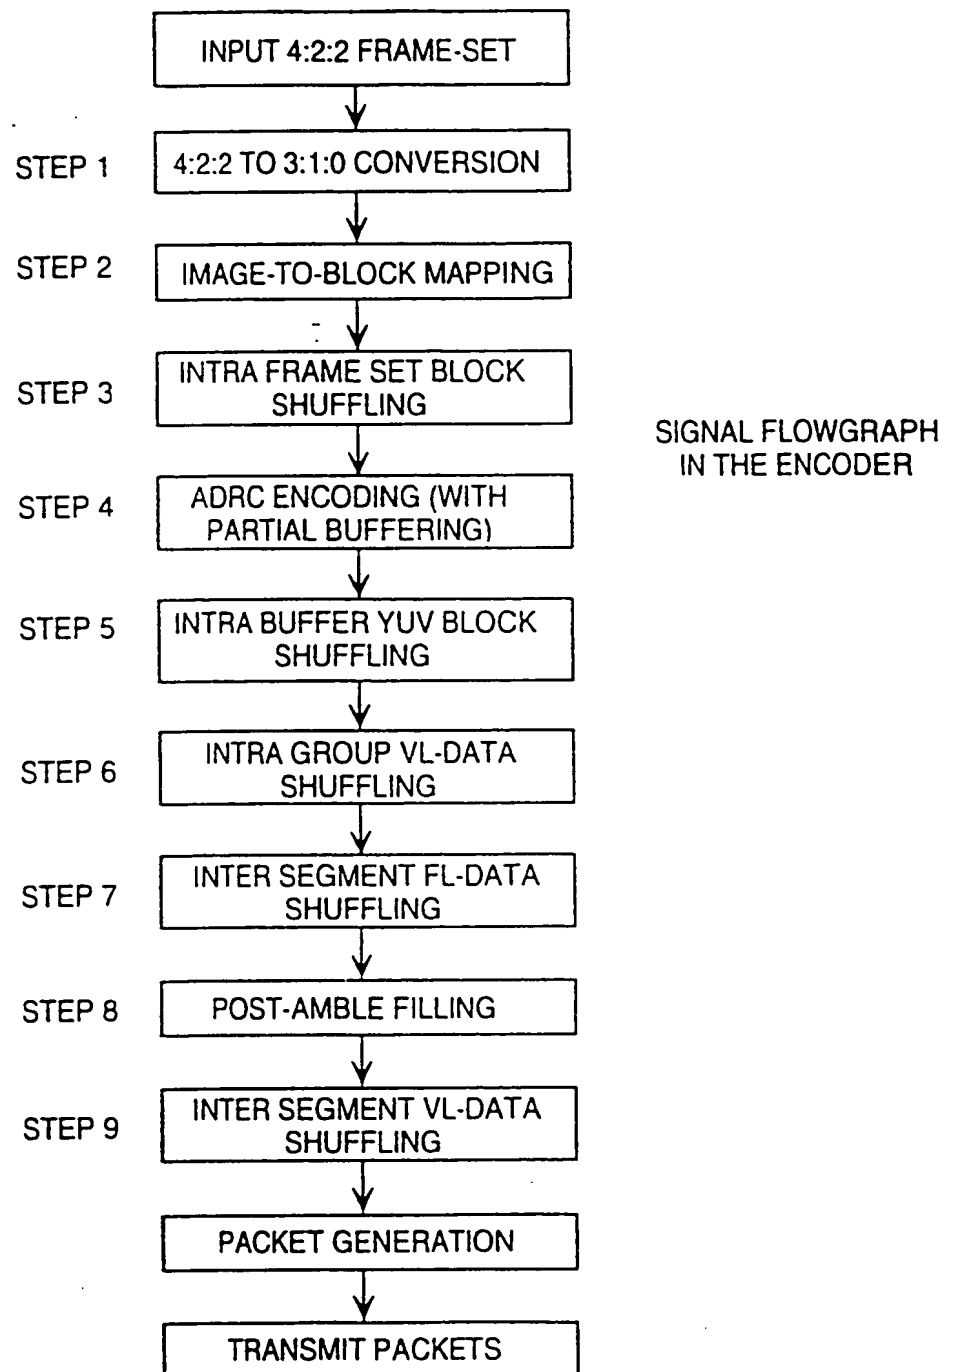 INPUT 4:2:2 FRAME-SET
STEP 1
4:2:2 TO 3:1:0 CONVERSION
STEP 2
IMAGE-TO-BLOCK MAPPING
STEP 3
INTRA FRAME SET BLOCK
SHUFFLING
SIGNAL FLOWGRAPH
IN THE ENCODER
STEP 4
ADRC ENCODING (WITH
PARTIAL BUFFERING)
STEP 5
INTRA BUFFER YUV BLOCK
SHUFFLING
STEP 6
INTRA GROUP VL-DATA
SHUFFLING
STEP 7
INTER SEGMENT FL-DATA
SHUFFLING
STEP 8
POST-AMBLE FILLING
STEP 9
INTER SEGMENT VL-DATA
SHUFFLING
PACKET GENERATION
TRANSMIT PACKETS